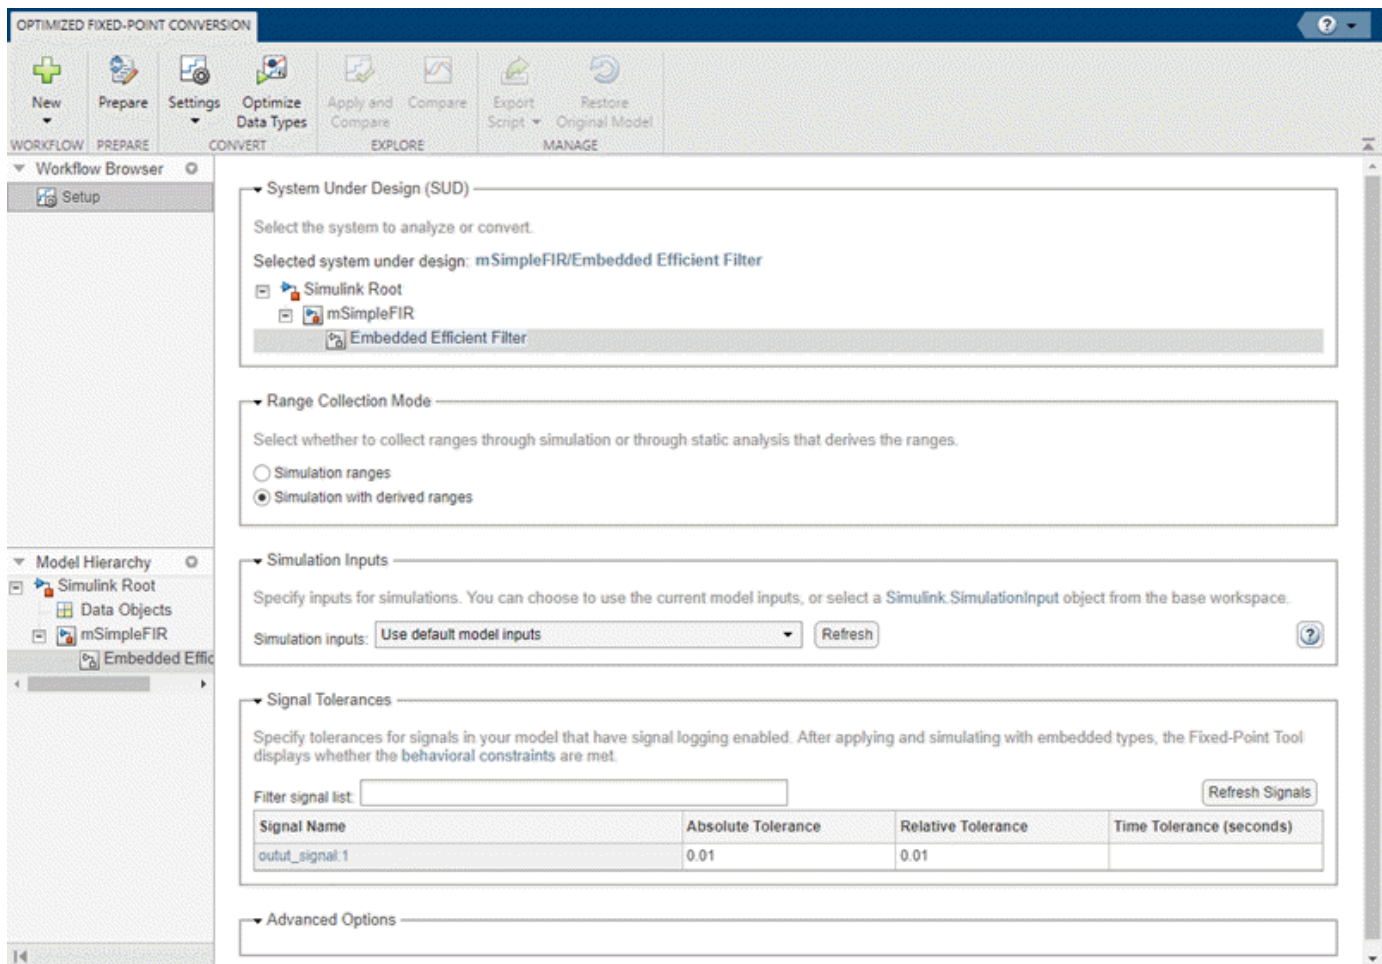 OPTIMIZED FIXED-POINT CONVERSION
?
New
Prepare
Settings
Optimize
Data Types
Apply and
Compare
Compare
Export
Script
Restore
Original Model
WORKFLOW
PREPARE
CONVERT
EXPLORE
MANAGE
Workflow Browser
Setup
Model Hierarchy
Simulink Root
Data Objects
mSimpleFIR
Embedded Effic
System Under Design (SUD)
Select the system to analyze or convert.
Selected system under design: mSimpleFIR/Embedded Efficient Filter
Simulink Root
mSimpleFIR
Embedded Efficient Filter
Range Collection Mode
Select whether to collect ranges through simulation or through static analysis that derives the ranges.
Simulation ranges
Simulation with derived ranges
Simulation Inputs
Specify inputs for simulations. You can choose to use the current model inputs, or select a Simulink.SimulationInput object from the base workspace.
Simulation inputs: Use default model inputs Refresh ?
Signal Tolerances
Specify tolerances for signals in your model that have signal logging enabled. After applying and simulating with embedded types, the Fixed-Point Tool
displays whether the behavioral constraints are met.
Filter signal list: Refresh Signals
Signal Name Absolute Tolerance Relative Tolerance Time Tolerance (seconds)
outut_signal:1 0.01 0.01
Advanced Options